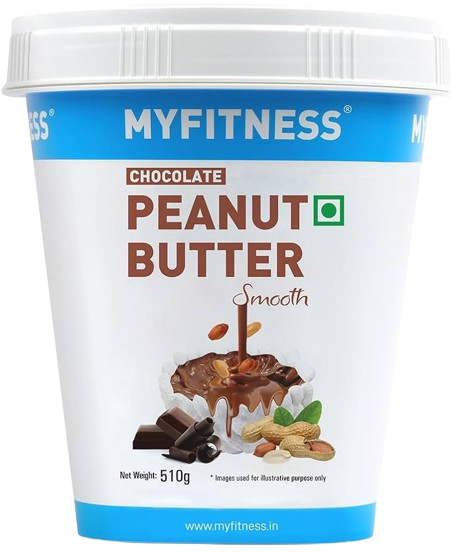 MYFITNESS®
CHOCOLATE
PEANUT
BUTTER
Smooth
Net Weight: 510g
* Images used for illustrative purpose only
www.myfitness.in